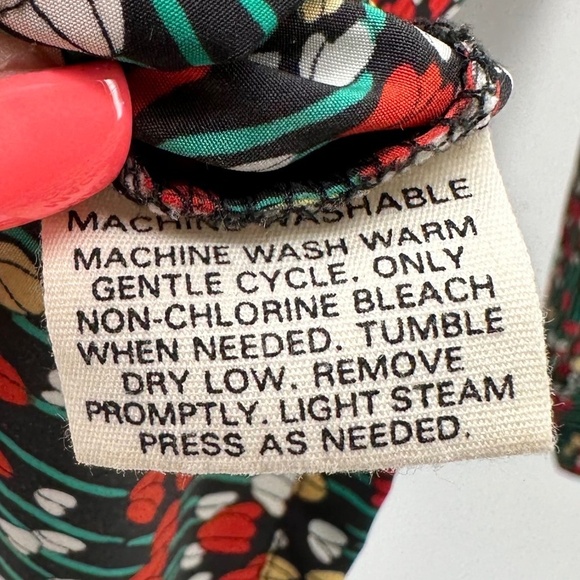 MACHINE WASHABLE
MACHINE WASH WARM
GENTLE CYCLE. ONLY
NON-CHLORINE BLEACH
WHEN NEEDED. TUMBLE
DRY LOW. REMOVE
PROMPTLY. LIGHT STEAM
PRESS AS NEEDED.